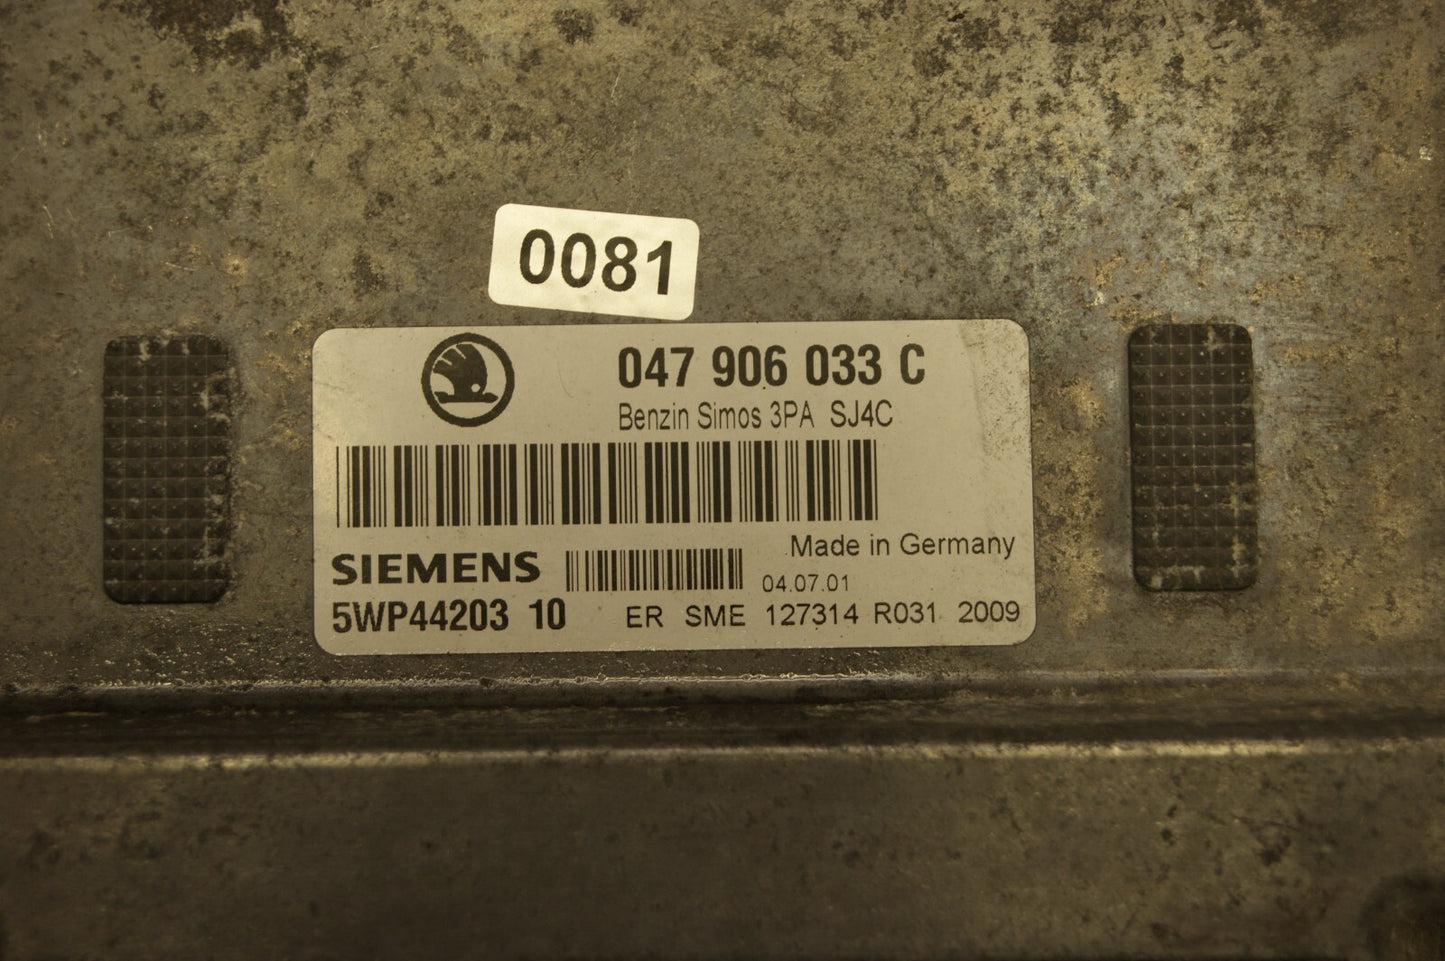 0081
047 906 033 C
Benzin Simos 3PA SJ4C
Made in Germany
SIEMENS
04.07.01
5WP44203 10 ER SME 127314 R031 2009